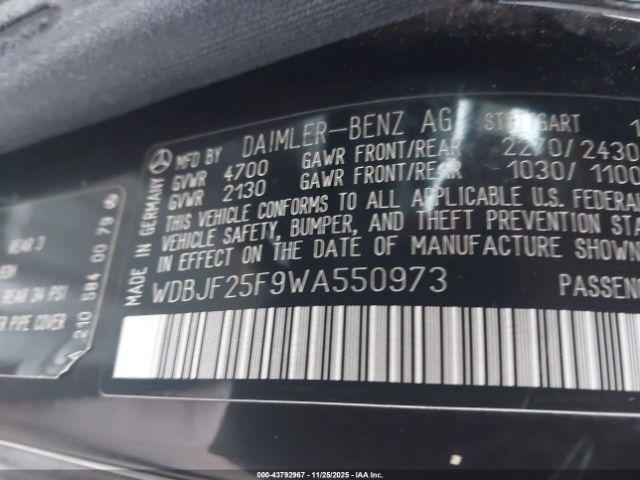 MADE IN GERMANY
MFD BY DAIMLER-BENZ AG STUTTGART
GVWR 4700 GAWR FRONT/REAR 2270/2430
GVWR 2130 GAWR FRONT/REAR 1030/1100
THIS VEHICLE CONFORMS TO ALL APPLICABLE U.S. FEDERAL
VEHICLE SAFETY, BUMPER, AND THEFT PREVENTION STA
IN EFFECT ON THE DATE OF MANUFACTURE SHOWN
WDBJF25F9WA550973 PASSEN
REAR 3
REAR 34 PSI
PIPE COVER
A 210 584 00 79
000-43792967 - 11/25/2025 - IAA Inc.